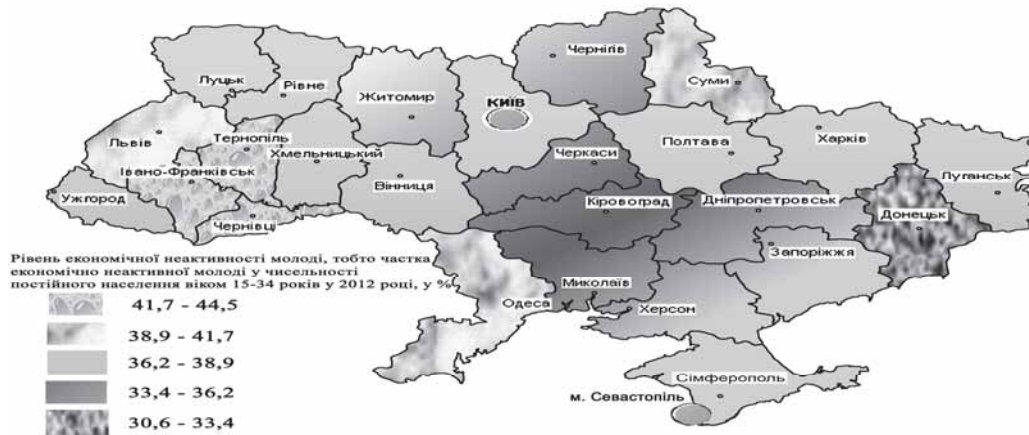 Чернігів
Суми
Луцьк
Рівне
Житомир
КИЇВ
Львів
Тернопіль
Хмельницький
Черкаси
Полтава
Харків
Івано-Франківськ
Вінниця
Луганськ
Ужгород
Чернівці
Кіровоград
Дніпропетровськ
Донецьк
Запоріжжя
Миколаїв
Одеса
Херсон
Сімферополь
м. Севастопіль
Рівень економічної неактивності молоді, тобто частка
економічно неактивної молоді у чисельності
постійного населення віком 15-34 років у 2012 році, у %
41,7 - 44,5
38,9 - 41,7
36,2 - 38,9
33,4 - 36,2
30,6 - 33,4